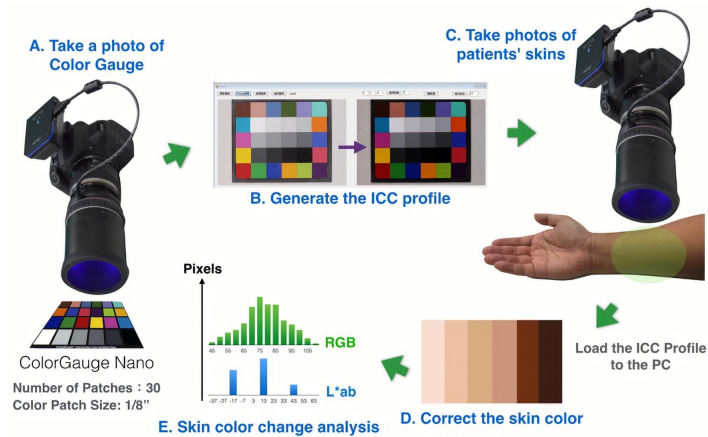 A. Take a photo of
Color Gauge
B. Generate the ICC profile
C. Take photos of
patients' skins
ColorGauge Nano
Number of Patches：30
Color Patch Size: 1/8”
Pixels
RGB
45 55 65 75 85 95 105
L*ab
-37 -27 -17 -7 3 13 23 33 43 53 63
E. Skin color change analysis
D. Correct the skin color
Load the ICC Profile
to the PC